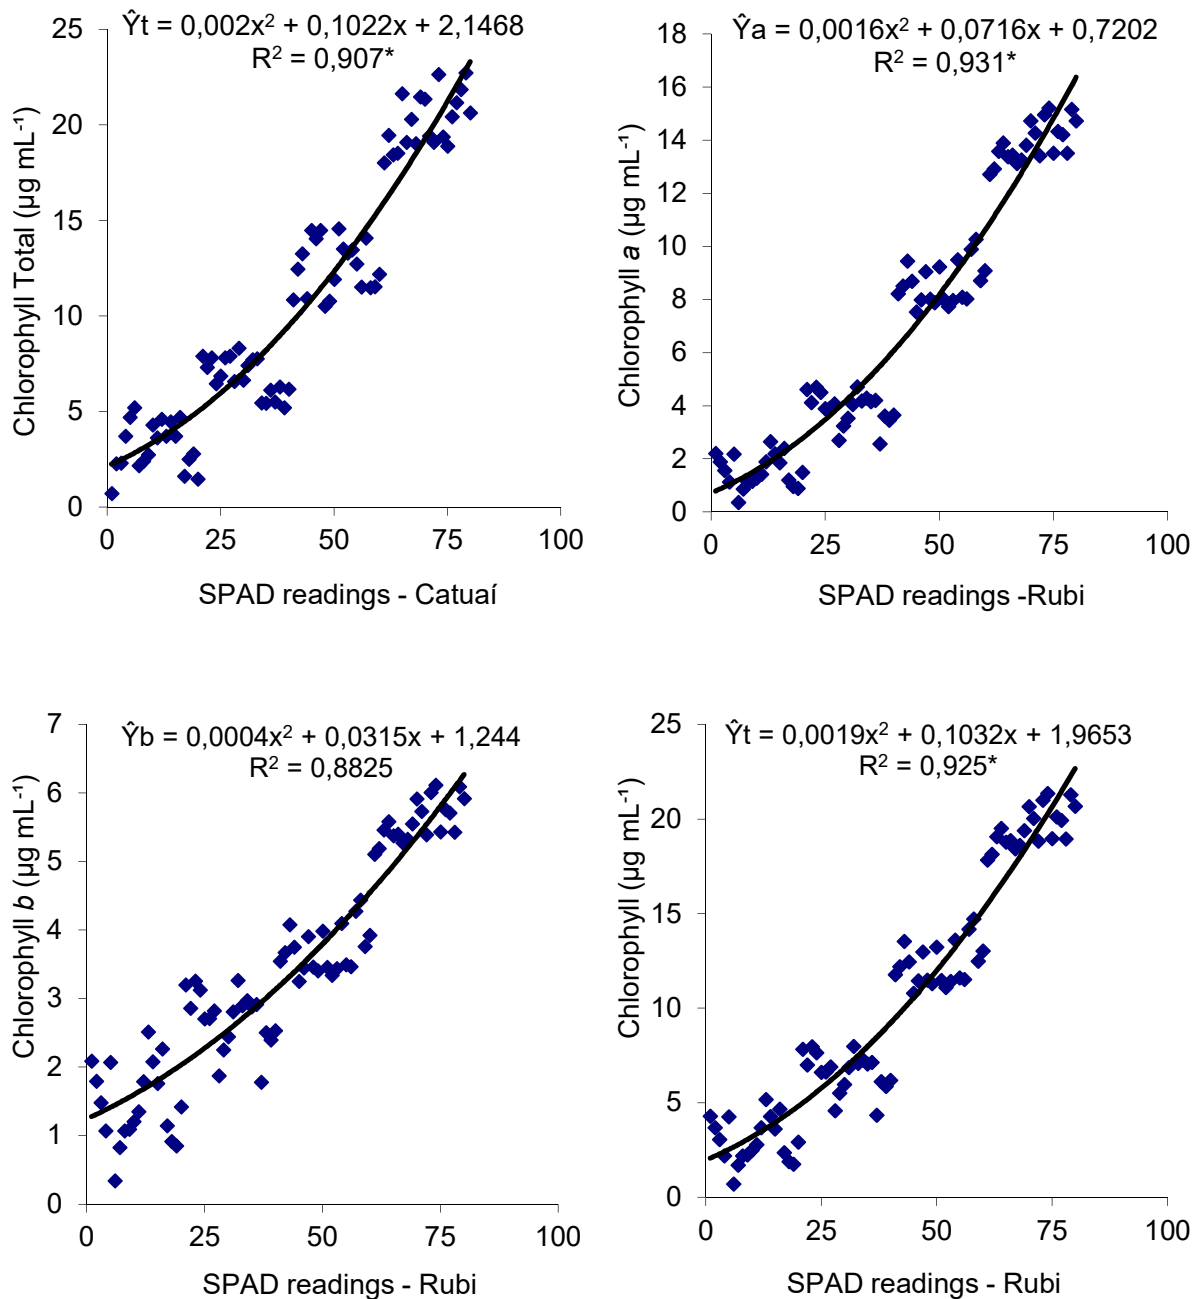 Ŷt = 0,002x² + 0,1022x + 2,1468
R² = 0,907*
Chlorophyll Total (µg mL⁻¹)
25
20
15
10
5
0
0 25 50 75 100
SPAD readings - Catuaí
Ŷa = 0,0016x² + 0,0716x + 0,7202
R² = 0,931*
Chlorophyll a (µg mL⁻¹)
18
16
14
12
10
8
6
4
2
0
0 25 50 75 100
SPAD readings -Rubi
Ŷb = 0,0004x² + 0,0315x + 1,244
R² = 0,8825
Chlorophyll b (µg mL⁻¹)
7
6
5
4
3
2
1
0
0 25 50 75 100
SPAD readings - Rubi
Ŷt = 0,0019x² + 0,1032x + 1,9653
R² = 0,925*
Chlorophyll (µg mL⁻¹)
25
20
15
10
5
0
0 25 50 75 100
SPAD readings - Rubi